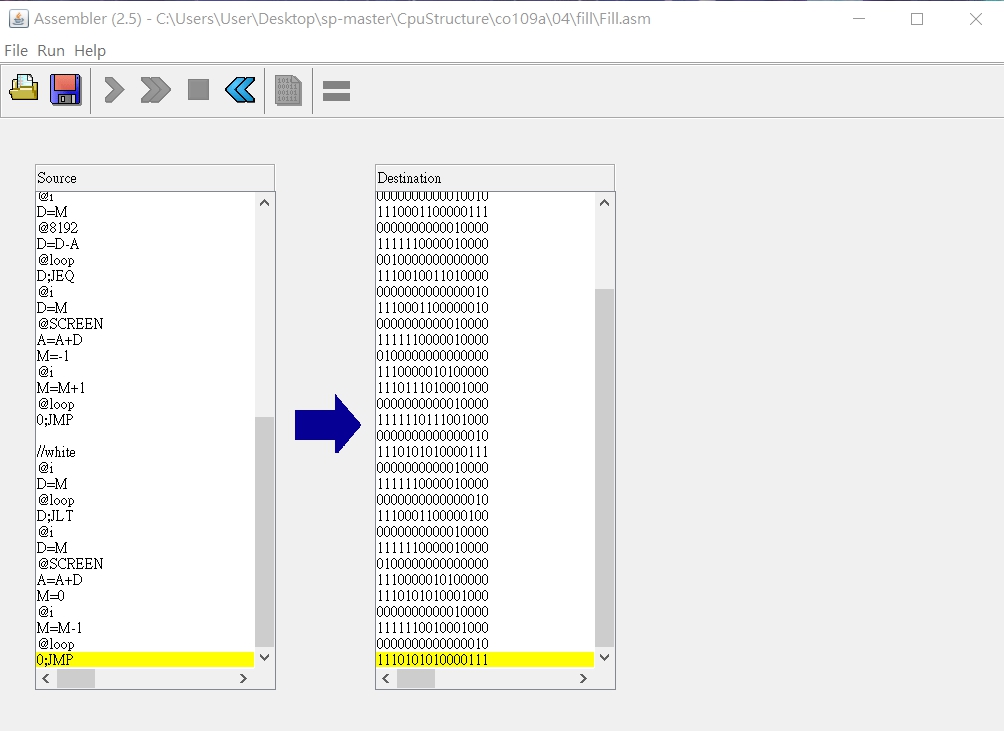 Assembler (2.5) - C:\Users\User\Desktop\sp-master\CpuStructure\co109a\04\fill\Fill.asm
File Run Help
Source
@i
D=M
@8192
D=D-A
@loop
D;JEQ
@i
D=M
@SCREEN
A=A+D
M=-1
@i
M=M+1
@loop
0;JMP
//white
@i
D=M
@loop
D;JLT
@i
D=M
@SCREEN
A=A+D
M=0
@i
M=M-1
@loop
0;JMP
Destination
0000000000010010
1110001100000111
0000000000010000
1111110000010000
0010000000000000
1110010011010000
0000000000000010
1110001100000010
0000000000010000
1111110000010000
0100000000000000
1110000010100000
1110111010001000
0000000000010000
1111110111001000
0000000000000010
1110101010000111
0000000000010000
1111110000010000
0000000000000010
1110001100000100
0000000000010000
1111110000010000
0100000000000000
1110000010100000
1110101010001000
0000000000010000
1111110010001000
0000000000000010
1110101010000111